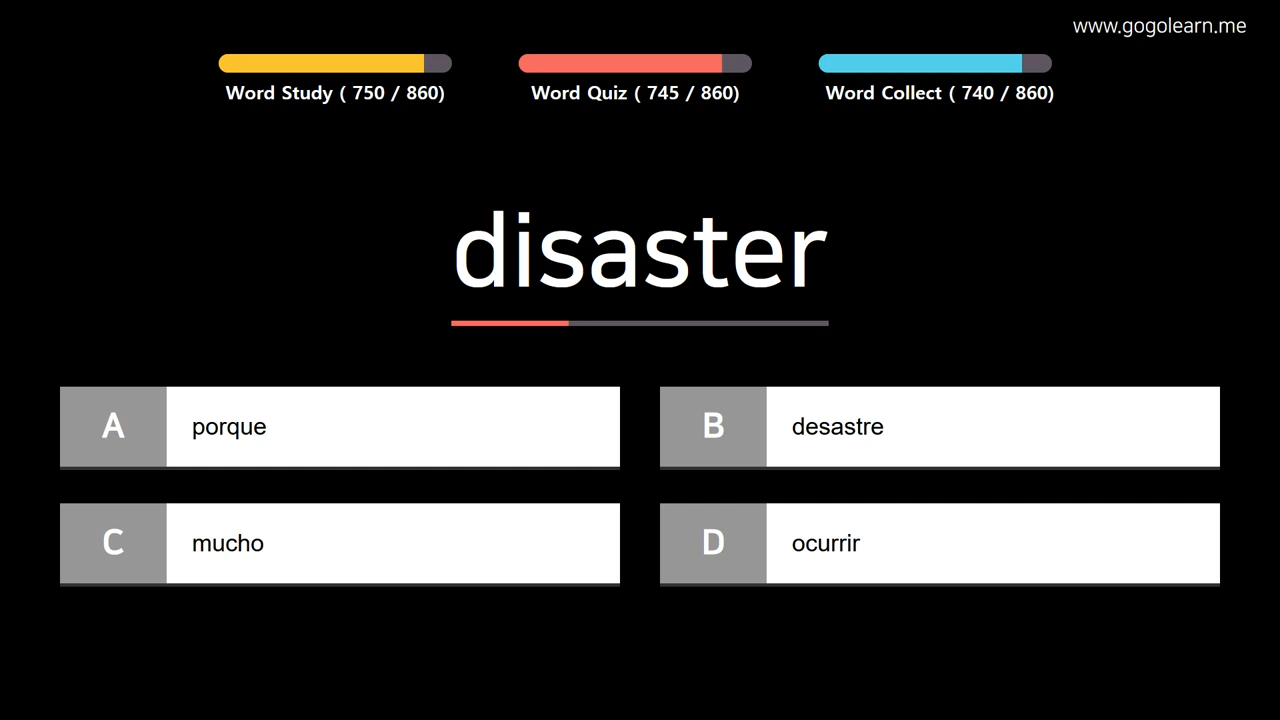 www.gogolearn.me
Word Study ( 750 / 860)
Word Quiz ( 745 / 860)
Word Collect ( 740 / 860)
disaster
A porque
B desastre
C mucho
D ocurrir